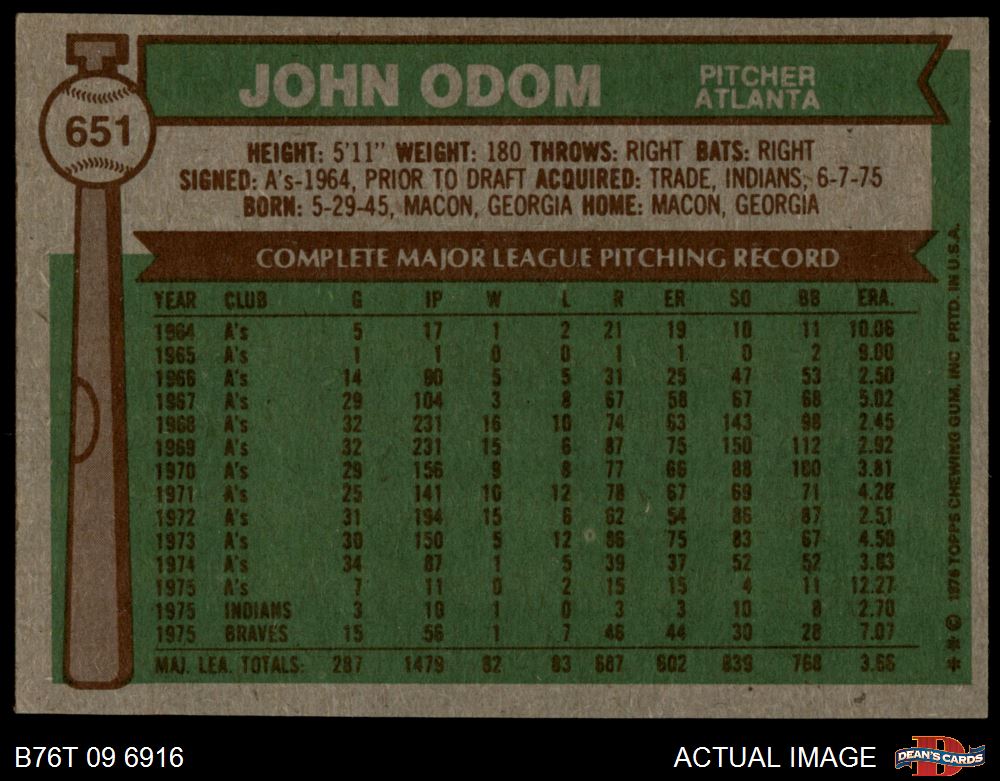 JOHN ODOM
PITCHER
ATLANTA
651
HEIGHT: 5'11" WEIGHT: 180 THROWS: RIGHT BATS: RIGHT
SIGNED: A's-1964, PRIOR TO DRAFT ACQUIRED: TRADE, INDIANS, 6-7-75
BORN: 5-29-45, MACON, GEORGIA HOME: MACON, GEORGIA
COMPLETE MAJOR LEAGUE PITCHING RECORD
YEAR CLUB G IP W L R ER SO BB ERA.
1964 A's 5 17 1 2 21 19 10 11 10.06
1965 A's 1 1 0 0 1 1 0 2 9.00
1966 A's 14 90 5 5 31 25 47 53 2.50
1967 A's 29 104 3 8 67 58 67 68 5.02
1968 A's 32 231 16 10 74 63 143 98 2.45
1969 A's 32 231 15 6 87 75 150 112 2.92
1970 A's 29 156 9 8 77 66 88 100 3.81
1971 A's 25 141 10 12 78 67 69 71 4.28
1972 A's 31 194 15 6 62 54 86 87 2.51
1973 A's 30 150 5 12 86 75 83 67 4.50
1974 A's 34 87 1 5 39 37 52 52 3.83
1975 A's 7 11 0 2 15 15 4 11 12.27
1975 INDIANS 3 10 1 0 3 3 10 8 2.70
1975 BRAVES 15 56 1 7 46 44 30 28 7.07
MAJ. LEA. TOTALS: 287 1479 82 83 687 602 839 768 3.66
** © 1976 TOPPS CHEWING GUM, INC PRTD. IN U.S.A.
B76T 09 6916
ACTUAL IMAGE
D
DEAN'S CARDS